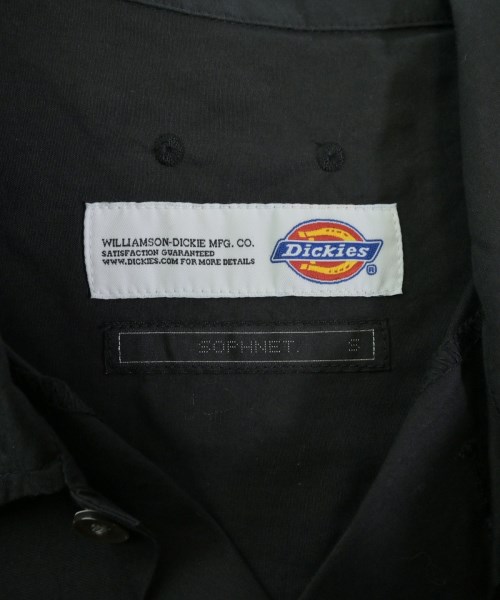 WILLIAMSON-DICKIE MFG. CO.
SATISFACTION GUARANTEED
WWW.DICKIES.COM FOR MORE DETAILS
Dickies®
SOPHNET. S